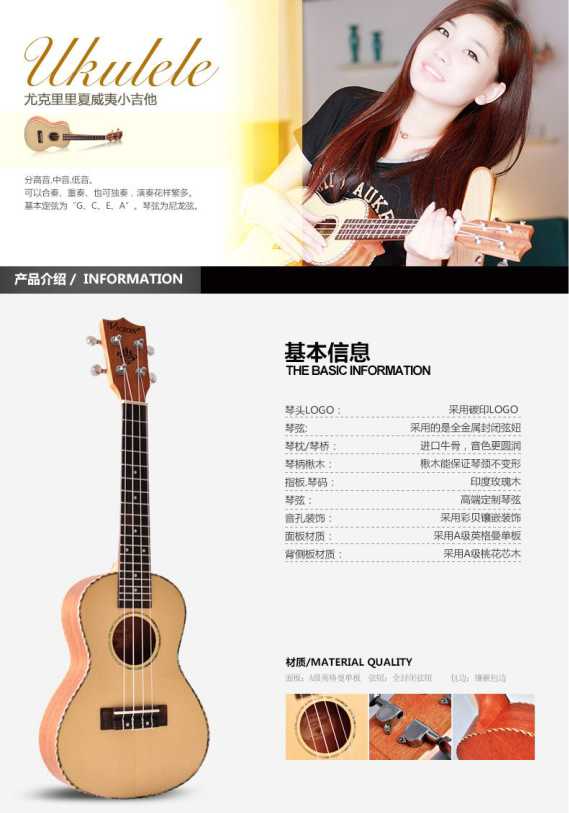 Ukulele
尤克里里夏威夷小吉他
分高音,中音,低音。
可以合奏、重奏、也可独奏，演奏花样繁多。
基本定弦为“G、C、E、A”。琴弦为尼龙弦。
产品介绍 / INFORMATION
基本信息
THE BASIC INFORMATION
琴头LOGO： 采用碳印LOGO
琴弦: 采用的是全金属封闭弦妞
琴枕/琴桥： 进口牛骨，音色更圆润
琴柄楸木： 楸木能保证琴颈不变形
指板.琴码： 印度玫瑰木
琴弦： 高端定制琴弦
音孔装饰： 采用彩贝镶嵌装饰
面板材质： 采用A级英格曼单板
背侧板材质： 采用A级桃花芯木
材质/MATERIAL QUALITY
面板：A级英格曼单板 弦钮：全封闭弦钮 包边：镶嵌包边